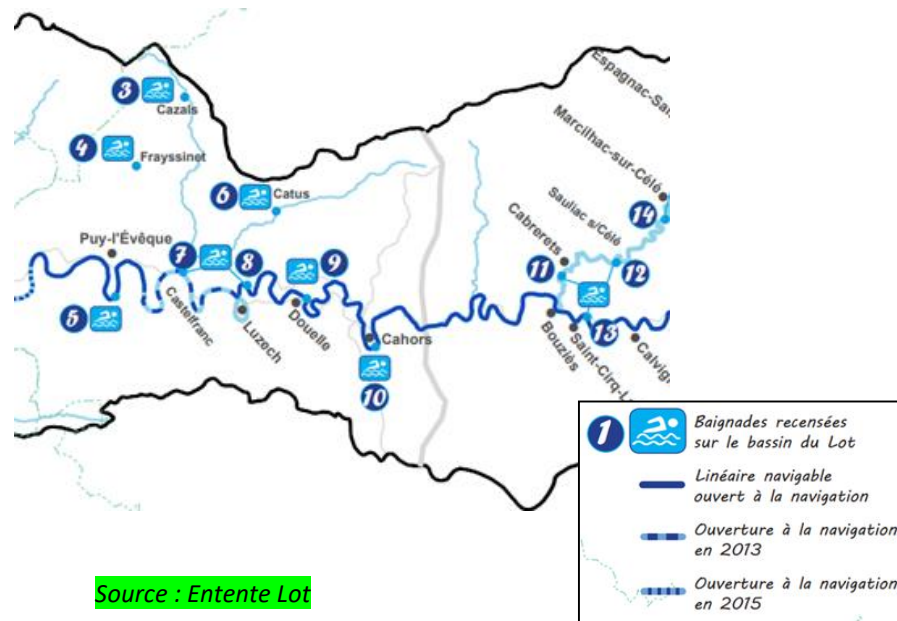 Espagnac-Sai
3
Cazals
Marcilhac-sur-Célé
4
Frayssinet
6
Catus
Sauliac s/Célé
14
Cabrerets
Puy-l'Évêque
7
8
9
11
12
5
Castelfranc
Luzech
Douelle
Cahors
10
Bouziès
Saint-Cirq-L
13
Calvign
1
Baignades recensées
sur le bassin du Lot
Linéaire navigable
ouvert à la navigation
Ouverture à la navigation
en 2013
Ouverture à la navigation
en 2015
Source : Entente Lot